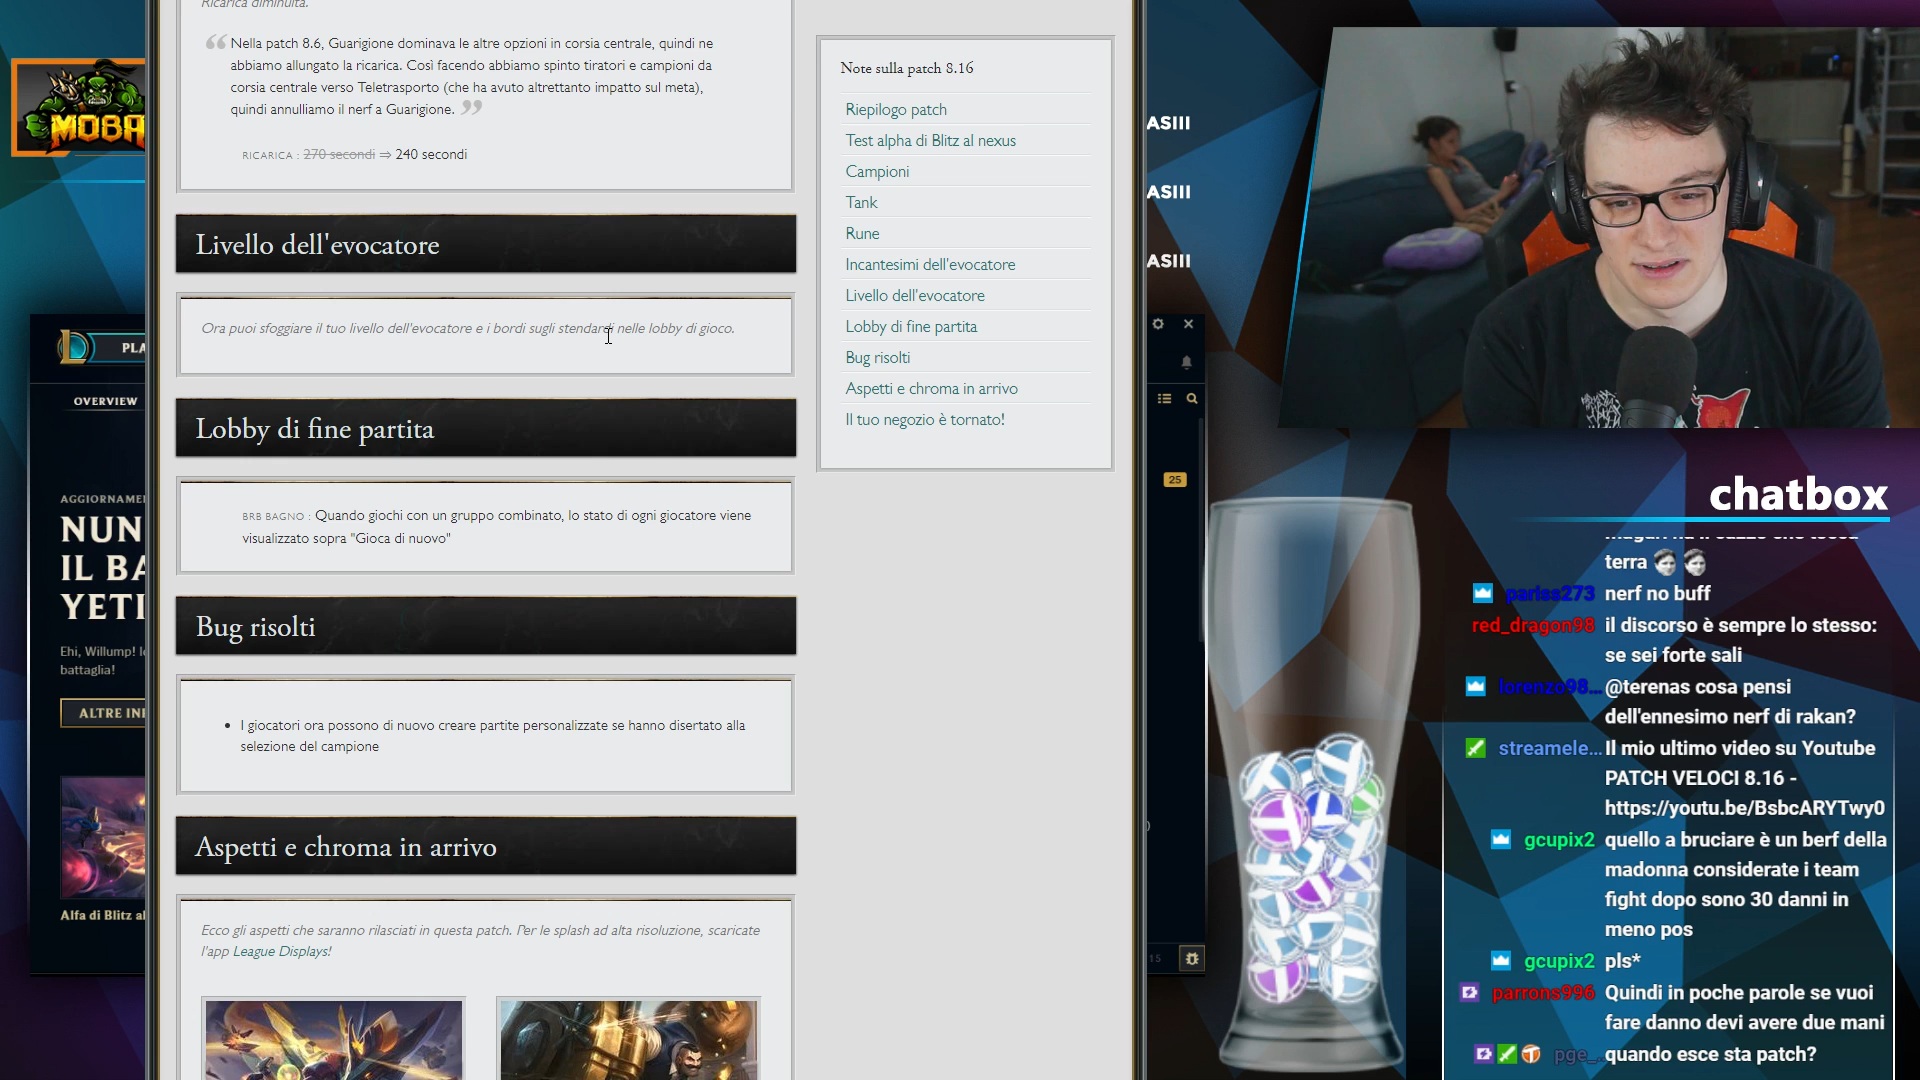 Ricarica diminuita.
Nella patch 8.6, Guarigione dominava le altre opzioni in corsia centrale, quindi ne
abbiamo allungato la ricarica. Così facendo abbiamo spinto tiratori e campioni da
corsia centrale verso Teletrasporto (che ha avuto altrettanto impatto sul meta),
quindi annulliamo il nerf a Guarigione.
RICARICA : 270 secondi ⇒ 240 secondi
Livello dell'evocatore
Ora puoi sfoggiare il tuo livello dell'evocatore e i bordi sugli stendardi nelle lobby di gioco.
Lobby di fine partita
BRB BAGNO : Quando giochi con un gruppo combinato, lo stato di ogni giocatore viene
visualizzato sopra "Gioca di nuovo"
Bug risolti
• I giocatori ora possono di nuovo creare partite personalizzate se hanno disertato alla
selezione del campione
Aspetti e chroma in arrivo
Ecco gli aspetti che saranno rilasciati in questa patch. Per le splash ad alta risoluzione, scaricate
l'app League Displays!
Note sulla patch 8.16
Riepilogo patch
Test alpha di Blitz al nexus
Campioni
Tank
Rune
Incantesimi dell'evocatore
Livello dell'evocatore
Lobby di fine partita
Bug risolti
Aspetti e chroma in arrivo
Il tuo negozio è tornato!
MOBA
PLA
OVERVIEW
AGGIORNAME
NUN
IL BA
YETI
Ehi, Willump! I
battaglia!
ALTRE IN
Alfa di Blitz al
ASIII
ASIII
ASIII
25
15
chatbox
terra
pariss273 nerf no buff
red_dragon98 il discorso è sempre lo stesso:
se sei forte sali
lorenzo98... @terenas cosa pensi
dell'ennesimo nerf di rakan?
streamele... Il mio ultimo video su Youtube
PATCH VELOCI 8.16 -
https://youtu.be/BsbcARYTwy0
gcupix2 quello a bruciare è un berf della
madonna considerate i team
fight dopo sono 30 danni in
meno pos
gcupix2 pls*
parrons996 Quindi in poche parole se vuoi
fare danno devi avere due mani
pge_... quando esce sta patch?